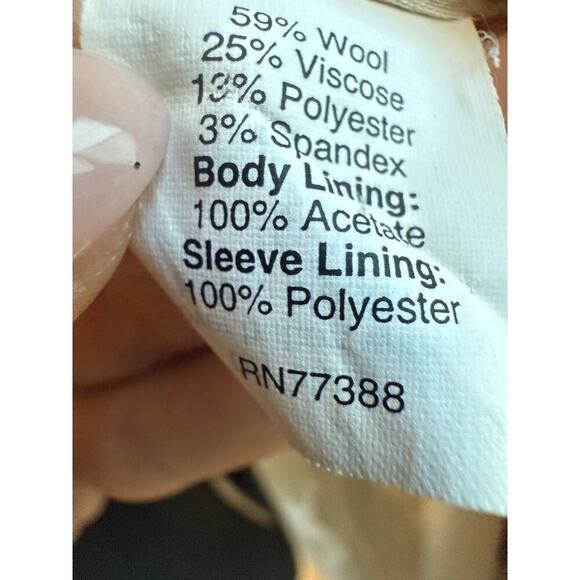 59% Wool
25% Viscose
13% Polyester
3% Spandex
Body Lining:
100% Acetate
Sleeve Lining:
100% Polyester
RN77388